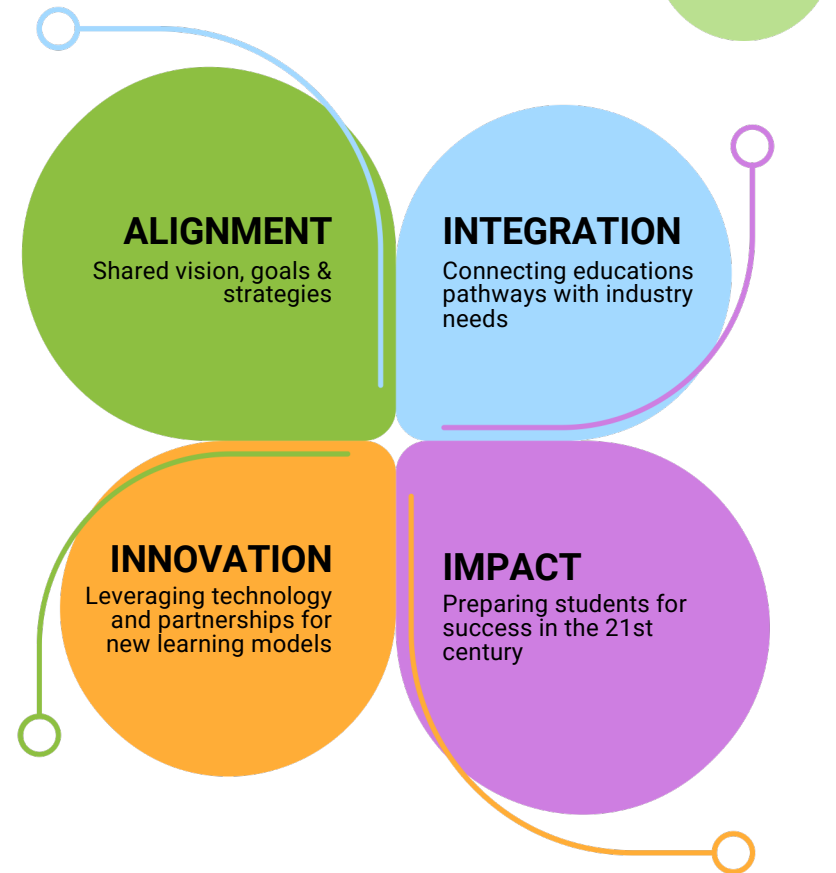 ALIGNMENT
Shared vision, goals &
strategies
INTEGRATION
Connecting educations
pathways with industry
needs
INNOVATION
Leveraging technology
and partnerships for
new learning models
IMPACT
Preparing students for
success in the 21st
century